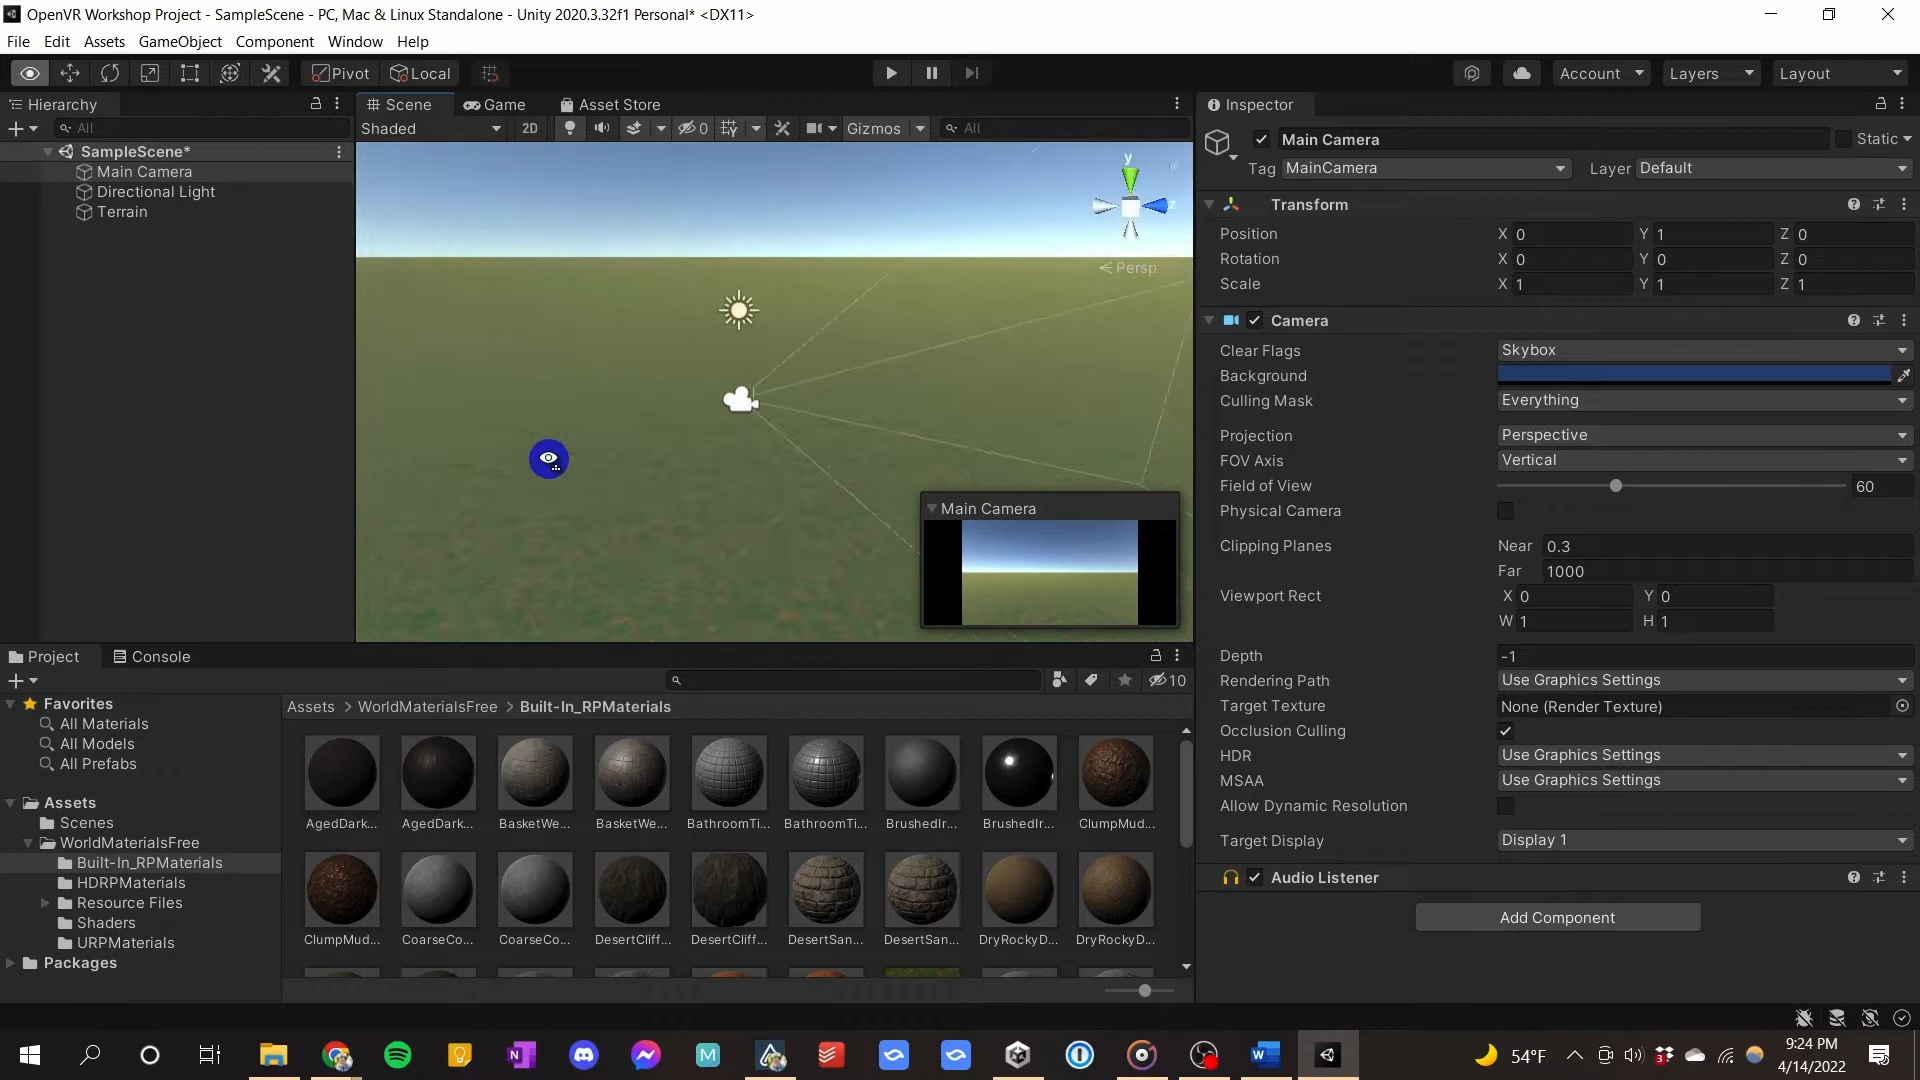 OpenVR Workshop Project - SampleScene - PC, Mac & Linux Standalone - Unity 2020.3.32f1 Personal* <DX11>
File Edit Assets GameObject Component Window Help
Pivot Local Account Layers Layout
Hierarchy
All
SampleScene*
Main Camera
Directional Light
Terrain
Scene Game Asset Store
Shaded 2D 0 Gizmos All
y
z
Persp
Main Camera
Inspector
Main Camera Static
Tag MainCamera Layer Default
Transform
Position X 0 Y 1 Z 0
Rotation X 0 Y 0 Z 0
Scale X 1 Y 1 Z 1
Camera
Clear Flags Skybox
Background
Culling Mask Everything
Projection Perspective
FOV Axis Vertical
Field of View 60
Physical Camera
Clipping Planes Near 0.3
Far 1000
Viewport Rect X 0 Y 0
W 1 H 1
Depth -1
Rendering Path Use Graphics Settings
Target Texture None (Render Texture)
Occlusion Culling
HDR Use Graphics Settings
MSAA Use Graphics Settings
Allow Dynamic Resolution
Target Display Display 1
Audio Listener
Add Component
Project Console
10
Favorites
All Materials
All Models
All Prefabs
Assets
Scenes
WorldMaterialsFree
Built-In_RPMaterials
HDRPMaterials
Resource Files
Shaders
URPMaterials
Packages
Assets > WorldMaterialsFree > Built-In_RPMaterials
AgedDark... AgedDark... BasketWe... BasketWe... BathroomTi... BathroomTi... BrushedIr... BrushedIr... ClumpMud...
ClumpMud... CoarseCo... CoarseCo... DesertCliff... DesertCliff... DesertSan... DesertSan... DryRockyD... DryRockyD...
54°F
9:24 PM
4/14/2022